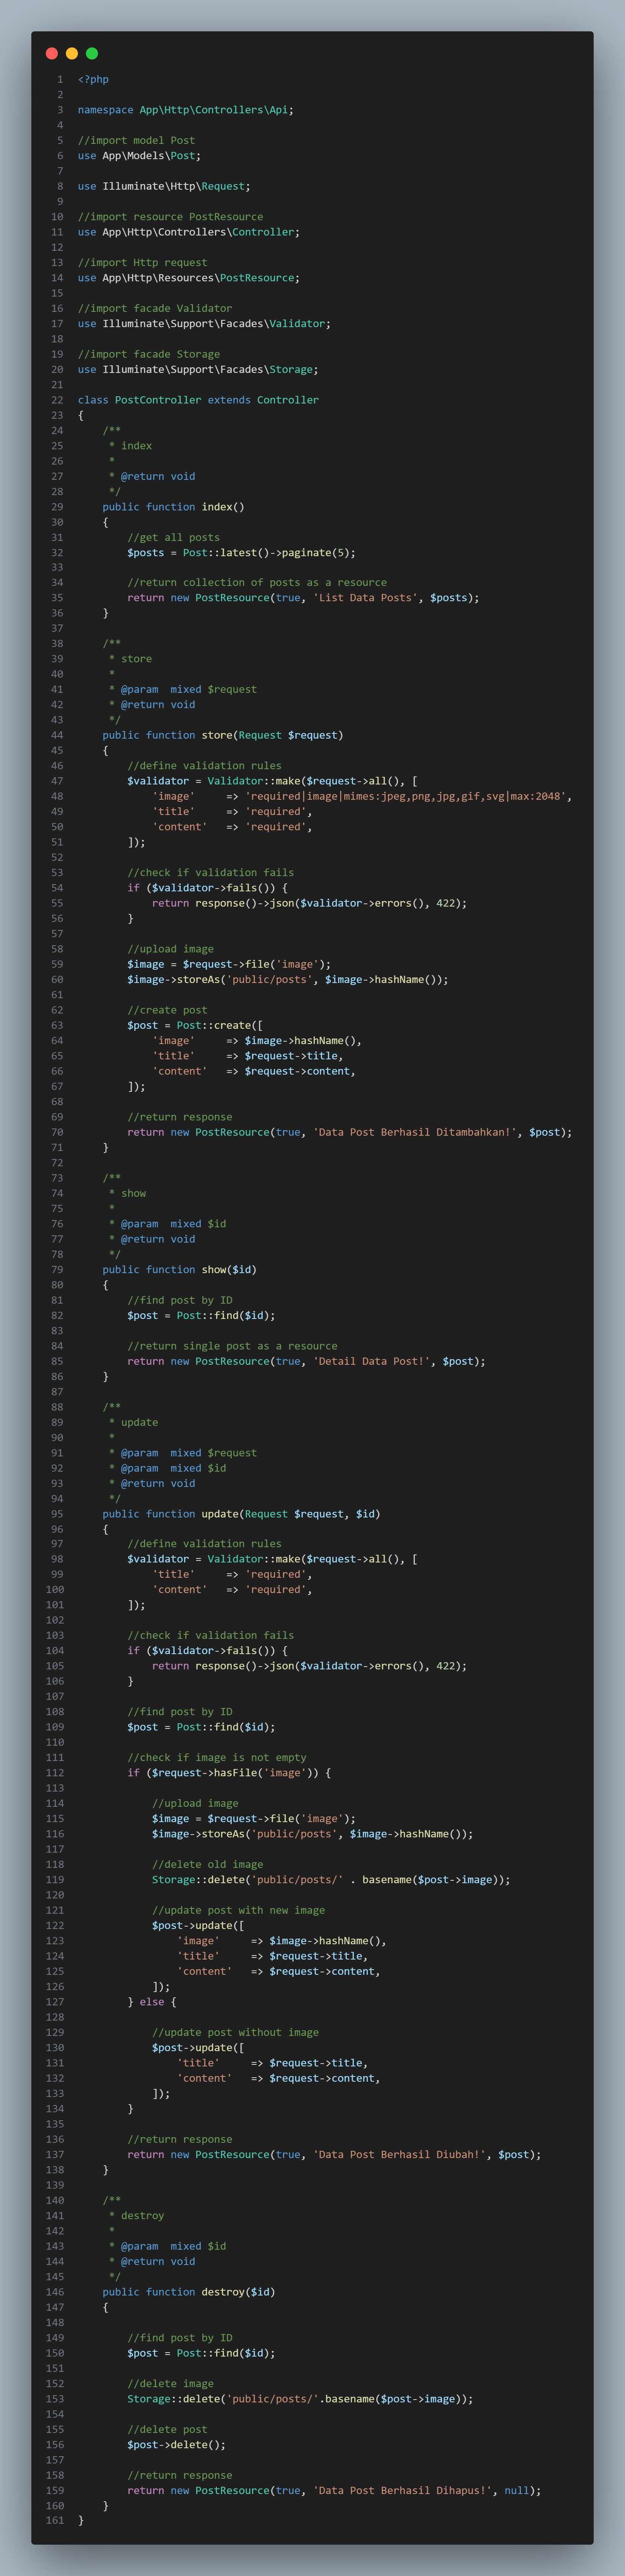 1 <?php
2
3 namespace App\Http\Controllers\Api;
4
5 //import model Post
6 use App\Models\Post;
7
8 use Illuminate\Http\Request;
9
10 //import resource PostResource
11 use App\Http\Controllers\Controller;
12
13 //import Http request
14 use App\Http\Resources\PostResource;
15
16 //import facade Validator
17 use Illuminate\Support\Facades\Validator;
18
19 //import facade Storage
20 use Illuminate\Support\Facades\Storage;
21
22 class PostController extends Controller
23 {
24     /**
25      * index
26      *
27      * @return void
28      */
29     public function index()
30     {
31         //get all posts
32         $posts = Post::latest()->paginate(5);
33
34         //return collection of posts as a resource
35         return new PostResource(true, 'List Data Posts', $posts);
36     }
37
38     /**
39      * store
40      *
41      * @param  mixed $request
42      * @return void
43      */
44     public function store(Request $request)
45     {
46         //define validation rules
47         $validator = Validator::make($request->all(), [
48             'image'     => 'required|image|mimes:jpeg,png,jpg,gif,svg|max:2048',
49             'title'     => 'required',
50             'content'   => 'required',
51         ]);
52
53         //check if validation fails
54         if ($validator->fails()) {
55             return response()->json($validator->errors(), 422);
56         }
57
58         //upload image
59         $image = $request->file('image');
60         $image->storeAs('public/posts', $image->hashName());
61
62         //create post
63         $post = Post::create([
64             'image'     => $image->hashName(),
65             'title'     => $request->title,
66             'content'   => $request->content,
67         ]);
68
69         //return response
70         return new PostResource(true, 'Data Post Berhasil Ditambahkan!', $post);
71     }
72
73     /**
74      * show
75      *
76      * @param  mixed $id
77      * @return void
78      */
79     public function show($id)
80     {
81         //find post by ID
82         $post = Post::find($id);
83
84         //return single post as a resource
85         return new PostResource(true, 'Detail Data Post!', $post);
86     }
87
88     /**
89      * update
90      *
91      * @param  mixed $request
92      * @param  mixed $id
93      * @return void
94      */
95     public function update(Request $request, $id)
96     {
97         //define validation rules
98         $validator = Validator::make($request->all(), [
99             'title'     => 'required',
100             'content'   => 'required',
101         ]);
102
103         //check if validation fails
104         if ($validator->fails()) {
105             return response()->json($validator->errors(), 422);
106         }
107
108         //find post by ID
109         $post = Post::find($id);
110
111         //check if image is not empty
112         if ($request->hasFile('image')) {
113
114             //upload image
115             $image = $request->file('image');
116             $image->storeAs('public/posts', $image->hashName());
117
118             //delete old image
119             Storage::delete('public/posts/' . basename($post->image));
120
121             //update post with new image
122             $post->update([
123                 'image'     => $image->hashName(),
124                 'title'     => $request->title,
125                 'content'   => $request->content,
126             ]);
127         } else {
128
129             //update post without image
130             $post->update([
131                 'title'     => $request->title,
132                 'content'   => $request->content,
133             ]);
134         }
135
136         //return response
137         return new PostResource(true, 'Data Post Berhasil Diubah!', $post);
138     }
139
140     /**
141      * destroy
142      *
143      * @param  mixed $id
144      * @return void
145      */
146     public function destroy($id)
147     {
148
149         //find post by ID
150         $post = Post::find($id);
151
152         //delete image
153         Storage::delete('public/posts/'.basename($post->image));
154
155         //delete post
156         $post->delete();
157
158         //return response
159         return new PostResource(true, 'Data Post Berhasil Dihapus!', null);
160     }
161 }